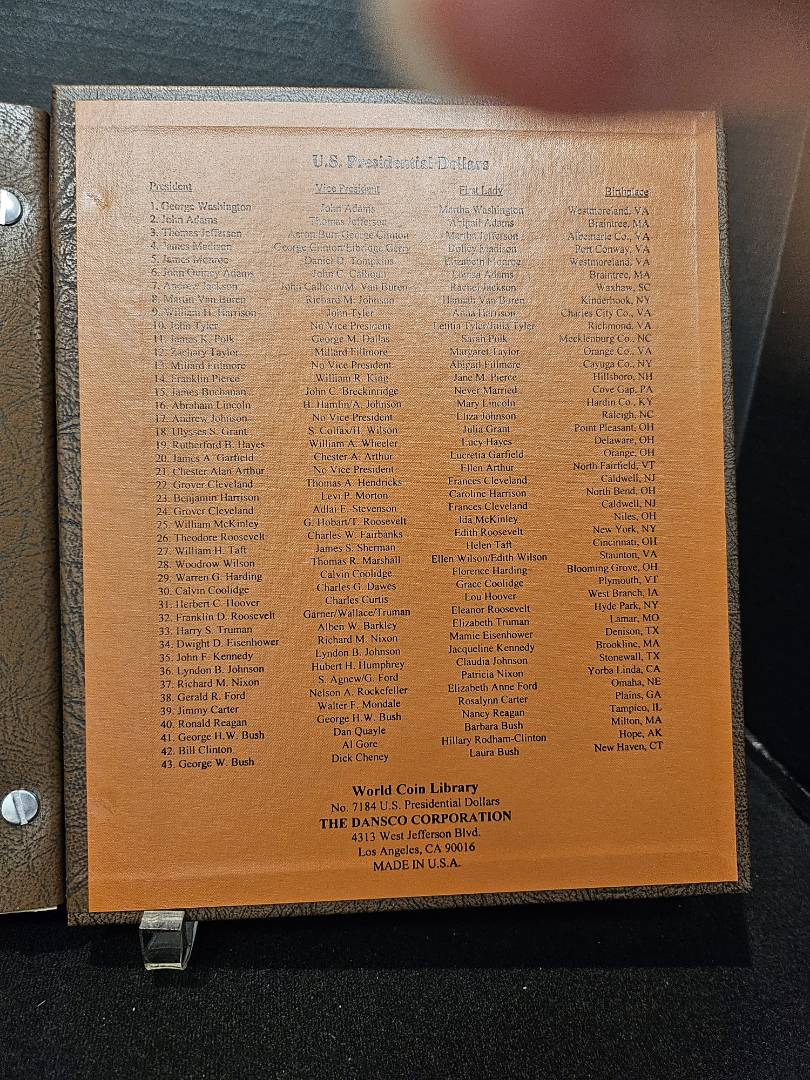 U.S. Presidential Dollars
President Vice President First Lady Birthplace
1. George Washington John Adams Martha Washington Westmoreland, VA
2. John Adams Thomas Jefferson Abigail Adams Braintree, MA
3. Thomas Jefferson Aaron Burr/George Clinton Martha Jefferson Albemarle Co., VA
4. James Madison George Clinton/Elbridge Gerry Dolley Madison Port Conway, VA
5. James Monroe Daniel D. Tompkins Elizabeth Monroe Westmoreland, VA
6. John Quincy Adams John C. Calhoun Louisa Adams Braintree, MA
7. Andrew Jackson John Calhoun/M. Van Buren Rachel Jackson Waxhaw, SC
8. Martin Van Buren Richard M. Johnson Hannah Van Buren Kinderhook, NY
9. William H. Harrison John Tyler Anna Harrison Charles City Co., VA
10. John Tyler No Vice President Letitia Tyler/Julia Tyler Richmond, VA
11. James K. Polk George M. Dallas Sarah Polk Mecklenburg Co., NC
12. Zachary Taylor Millard Fillmore Margaret Taylor Orange Co., VA
13. Millard Fillmore No Vice President Abigail Fillmore Cayuga Co., NY
14. Franklin Pierce William R. King Jane M. Pierce Hillsboro, NH
15. James Buchanan John C. Breckinridge Never Married Cove Gap, PA
16. Abraham Lincoln H. Hamlin/A. Johnson Mary Lincoln Hardin Co., KY
17. Andrew Johnson No Vice President Eliza Johnson Raleigh, NC
18. Ulysses S. Grant S. Colfax/H. Wilson Julia Grant Point Pleasant, OH
19. Rutherford B. Hayes William A. Wheeler Lucy Hayes Delaware, OH
20. James A. Garfield Chester A. Arthur Lucretia Garfield Orange, OH
21. Chester Alan Arthur No Vice President Ellen Arthur North Fairfield, VT
22. Grover Cleveland Thomas A. Hendricks Frances Cleveland Caldwell, NJ
23. Benjamin Harrison Levi P. Morton Caroline Harrison North Bend, OH
24. Grover Cleveland Adlai E. Stevenson Frances Cleveland Caldwell, NJ
25. William McKinley G. Hobart/T. Roosevelt Ida McKinley Niles, OH
26. Theodore Roosevelt Charles W. Fairbanks Edith Roosevelt New York, NY
27. William H. Taft James S. Sherman Helen Taft Cincinnati, OH
28. Woodrow Wilson Thomas R. Marshall Ellen Wilson/Edith Wilson Staunton, VA
29. Warren G. Harding Calvin Coolidge Florence Harding Blooming Grove, OH
30. Calvin Coolidge Charles G. Dawes Grace Coolidge Plymouth, VT
31. Herbert C. Hoover Charles Curtis Lou Hoover West Branch, IA
32. Franklin D. Roosevelt Garner/Wallace/Truman Eleanor Roosevelt Hyde Park, NY
33. Harry S. Truman Alben W. Barkley Elizabeth Truman Lamar, MO
34. Dwight D. Eisenhower Richard M. Nixon Mamie Eisenhower Denison, TX
35. John F. Kennedy Lyndon B. Johnson Jacqueline Kennedy Brookline, MA
36. Lyndon B. Johnson Hubert H. Humphrey Claudia Johnson Stonewall, TX
37. Richard M. Nixon S. Agnew/G. Ford Patricia Nixon Yorba Linda, CA
38. Gerald R. Ford Nelson A. Rockefeller Elizabeth Anne Ford Omaha, NE
39. Jimmy Carter Walter F. Mondale Rosalynn Carter Plains, GA
40. Ronald Reagan George H.W. Bush Nancy Reagan Tampico, IL
41. George H.W. Bush Dan Quayle Barbara Bush Milton, MA
42. Bill Clinton Al Gore Hillary Rodham-Clinton Hope, AK
43. George W. Bush Dick Cheney Laura Bush New Haven, CT
World Coin Library
No. 7184 U.S. Presidential Dollars
THE DANSCO CORPORATION
4313 West Jefferson Blvd.
Los Angeles, CA 90016
MADE IN U.S.A.